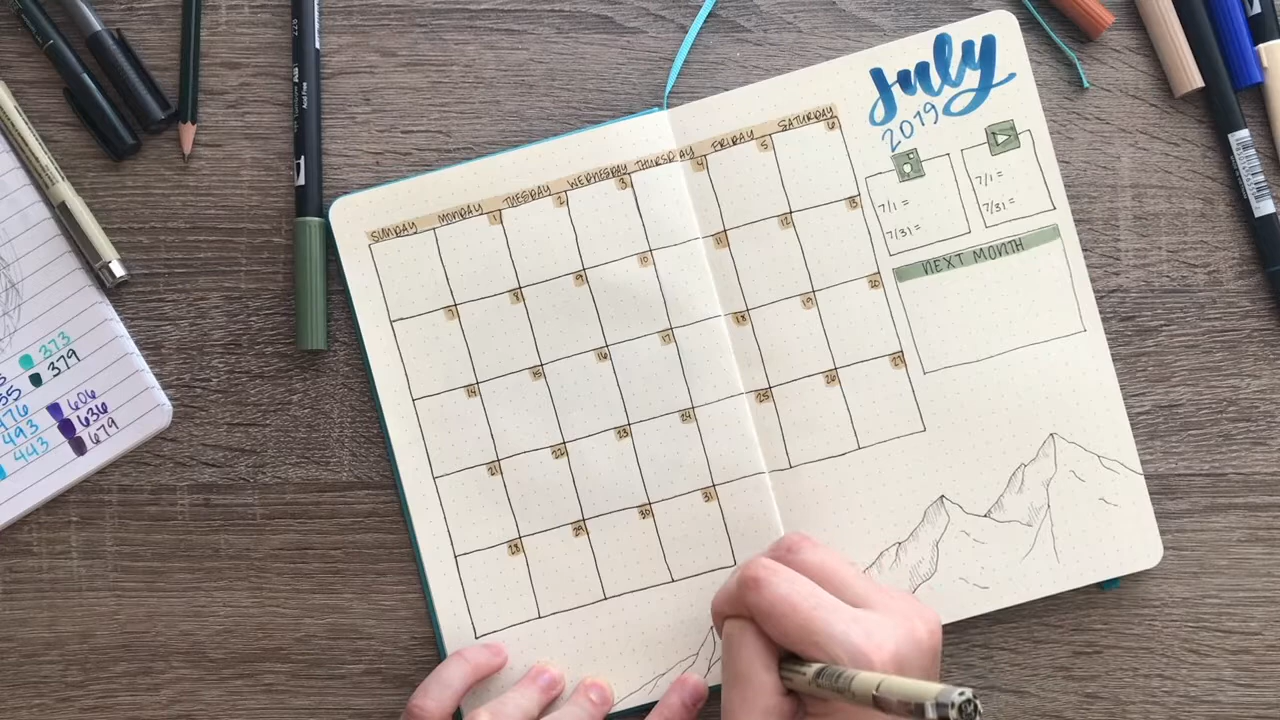 July
2019
SUNDAY MONDAY TUESDAY WEDNESDAY THURSDAY FRIDAY SATURDAY
1 2 3 4 5 6
7 8 9 10 11 12 13
14 15 16 17 18 19 20
21 22 23 24 25 26 27
28 29 30 31
7/1 =
7/31 =
7/1 =
7/31 =
NEXT MONTH
373
379
476
493
443
606
636
679